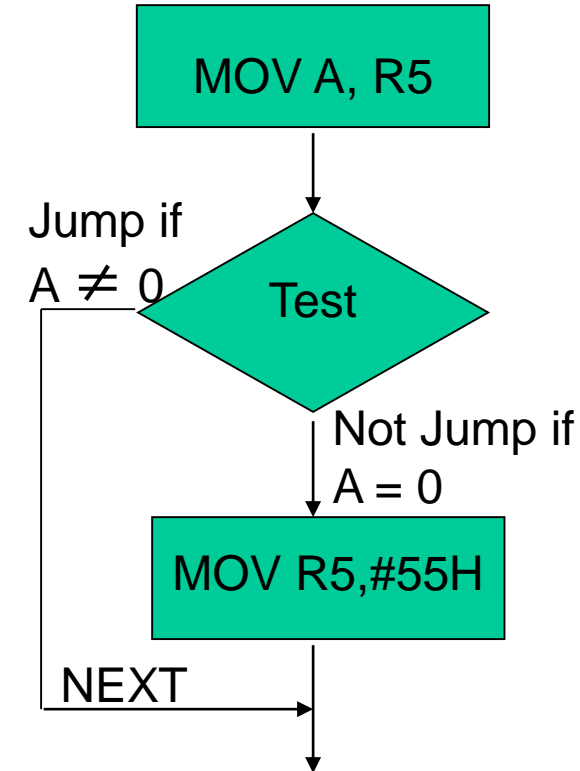 MOV A, R5
Jump if
A ≠ 0
Test
Not Jump if
A = 0
MOV R5,#55H
NEXT